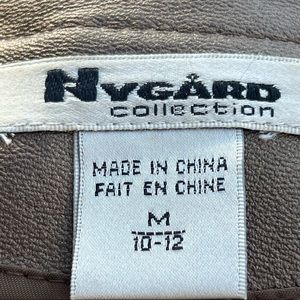 NYGÅRD
collection
MADE IN CHINA
FAIT EN CHINE
M
10-12